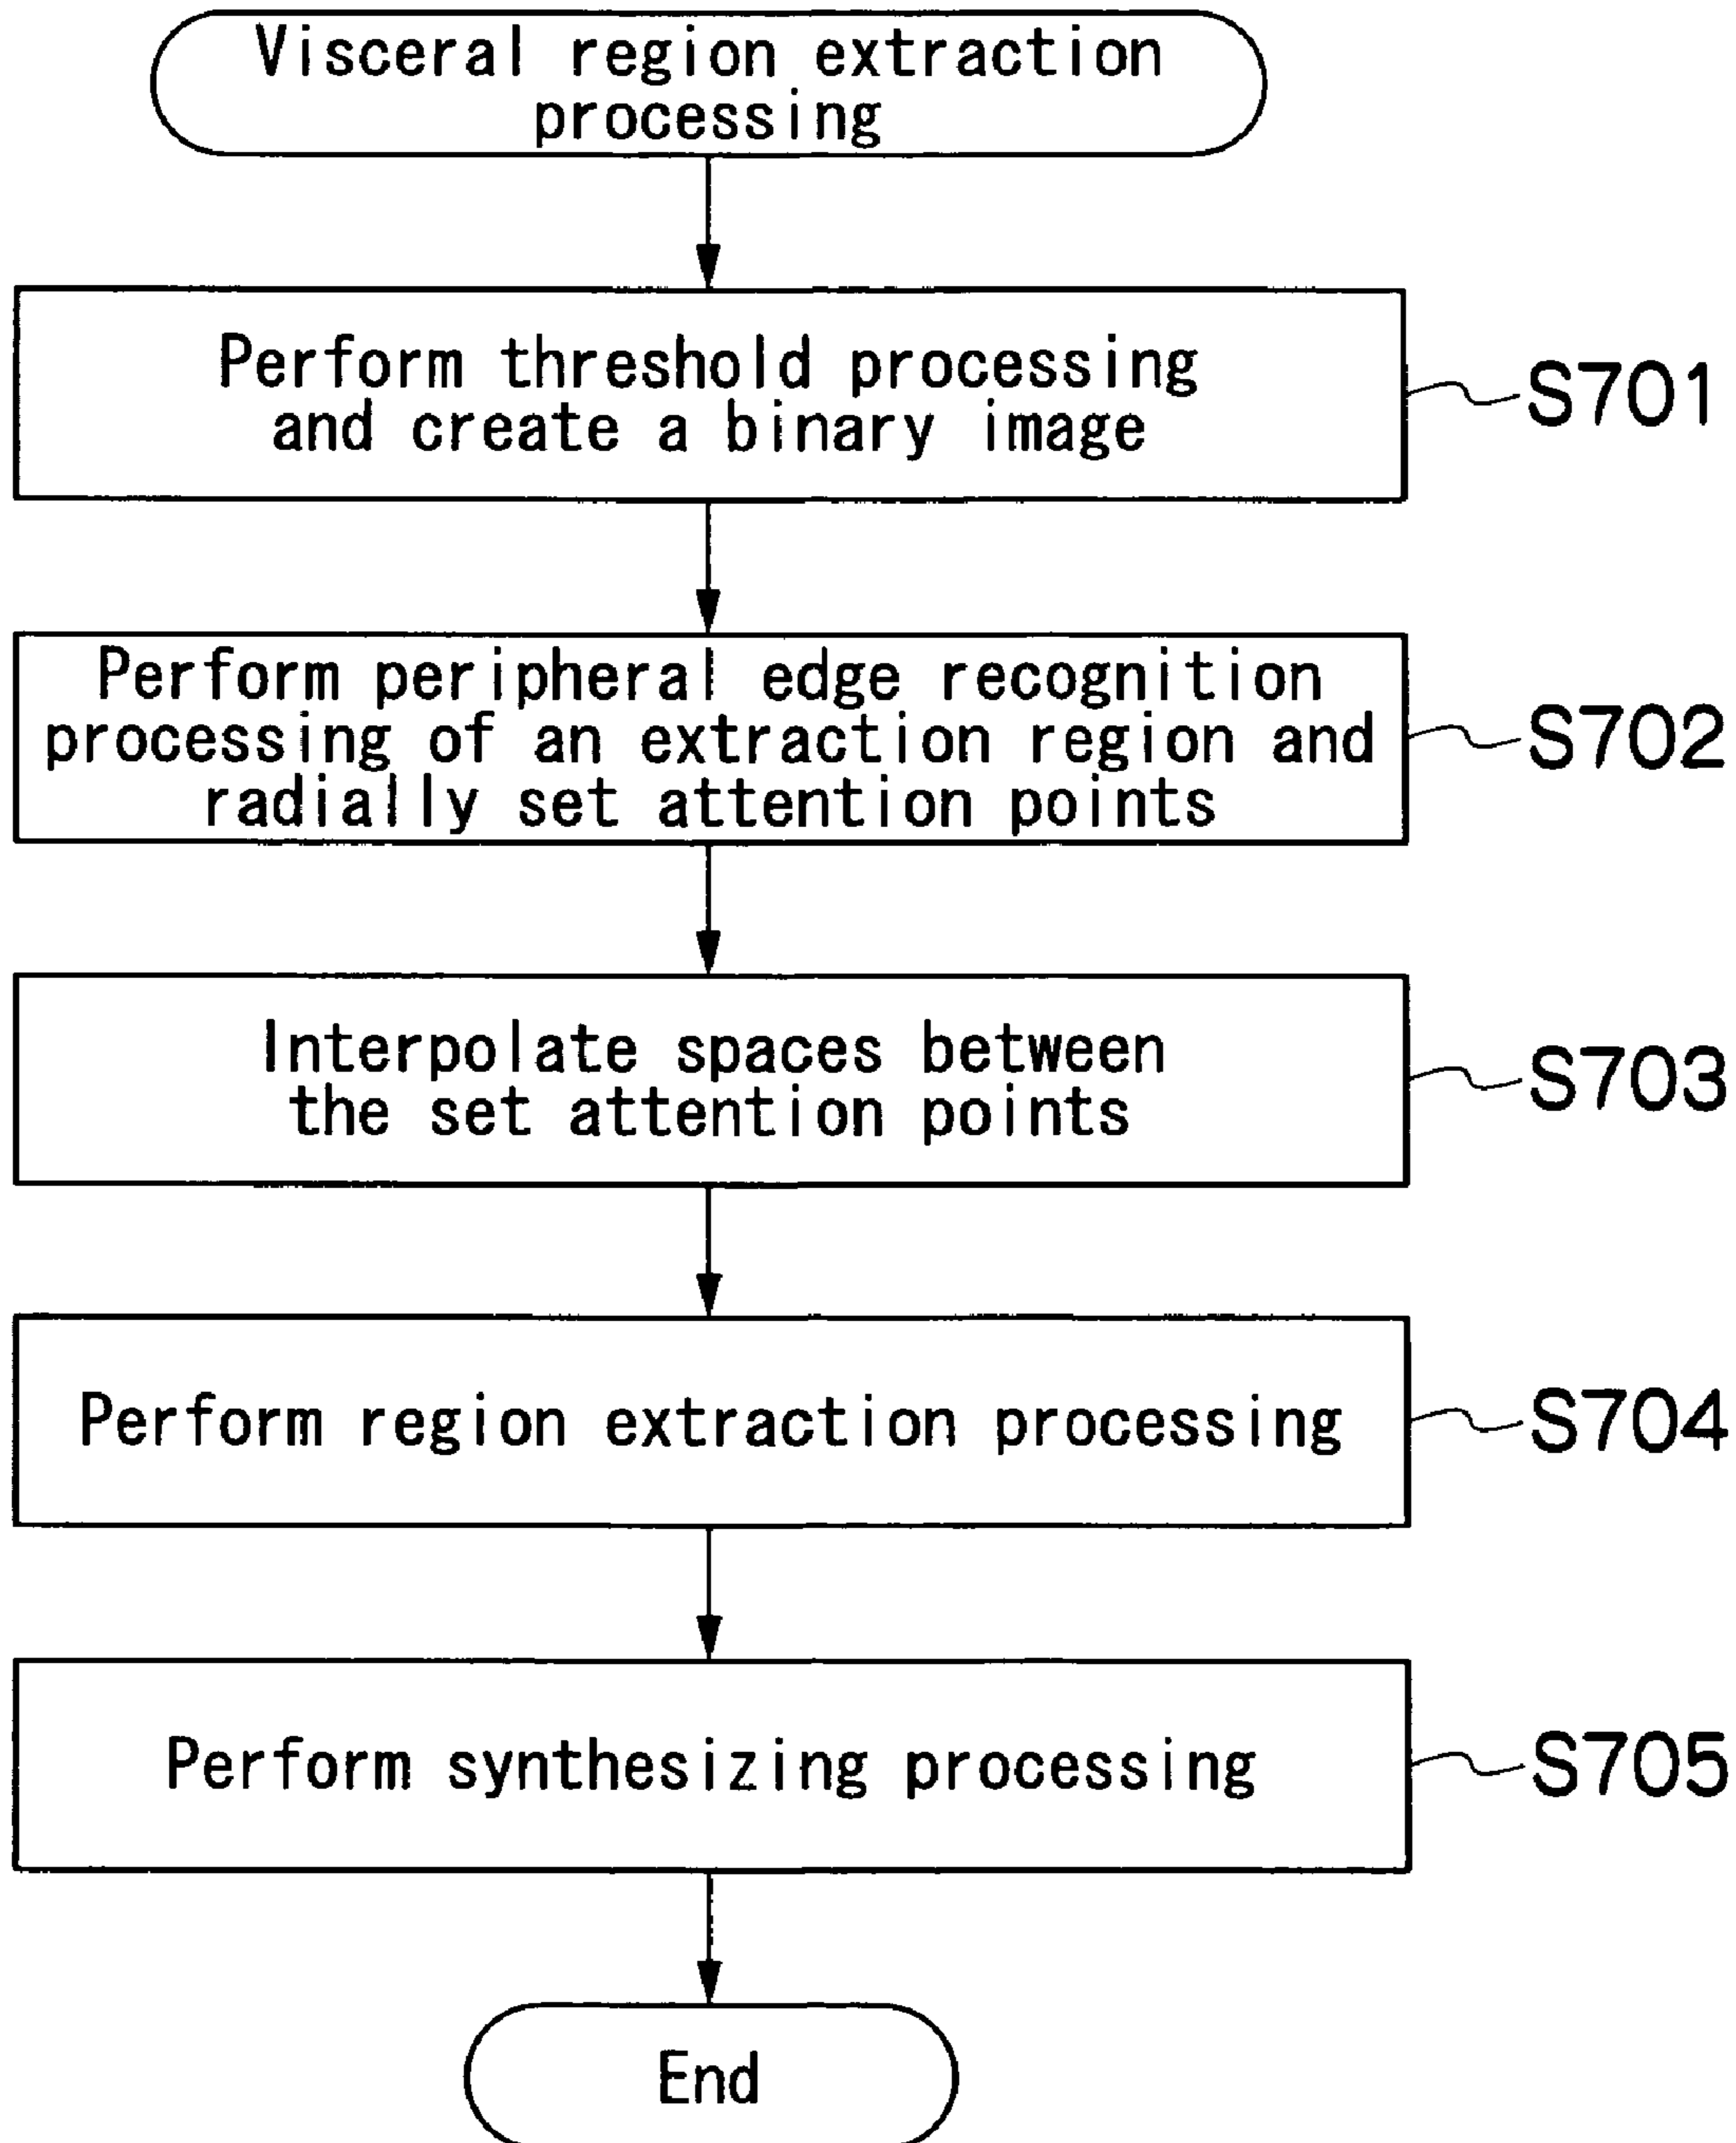 Visceral region extraction
processing
Perform threshold processing
and create a binary image
S701
Perform peripheral edge recognition
processing of an extraction region and
radially set attention points
S702
Interpolate spaces between
the set attention points
S703
Perform region extraction processing
S704
Perform synthesizing processing
S705
End